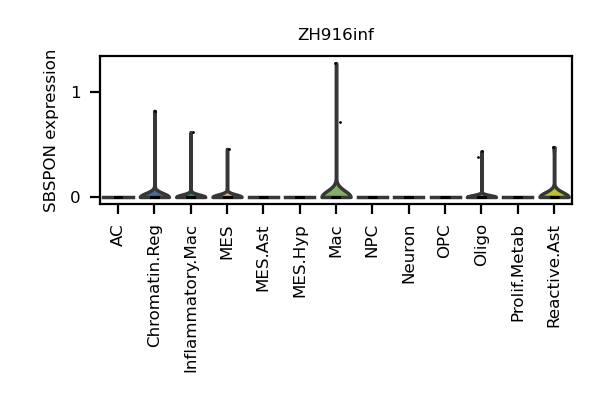 ZH916inf
SBSPON expression
1
0
AC
Chromatin.Reg
Inflammatory.Mac
MES
MES.Ast
MES.Hyp
Mac
NPC
Neuron
OPC
Oligo
Prolif.Metab
Reactive.Ast